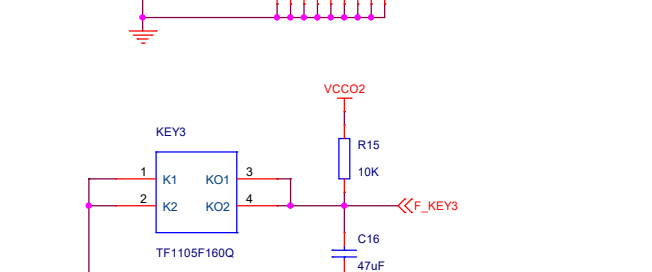 VCCO2
KEY3
R15
1 K1 KO1 3
10K
2 K2 KO2 4
F_KEY3
C16
TF1105F160Q
47uF